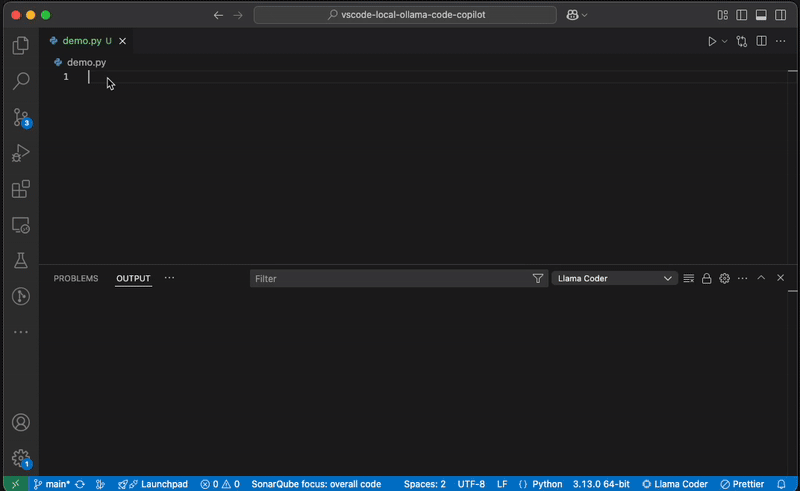 vscode-local-ollama-code-copilot
demo.py U
demo.py
1
3
PROBLEMS OUTPUT ...
Filter
Llama Coder
1
main* Launchpad 0 0 SonarQube focus: overall code Spaces: 2 UTF-8 LF {} Python 3.13.0 64-bit Llama Coder Prettier